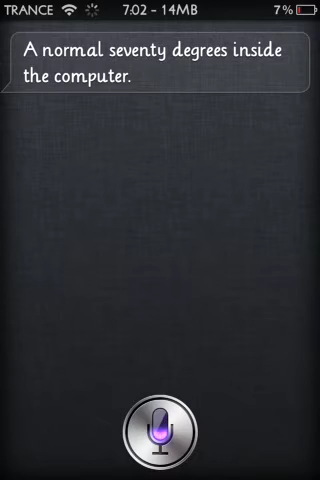 TRANCE 7:02 - 14MB 7%
A normal seventy degrees inside
the computer.